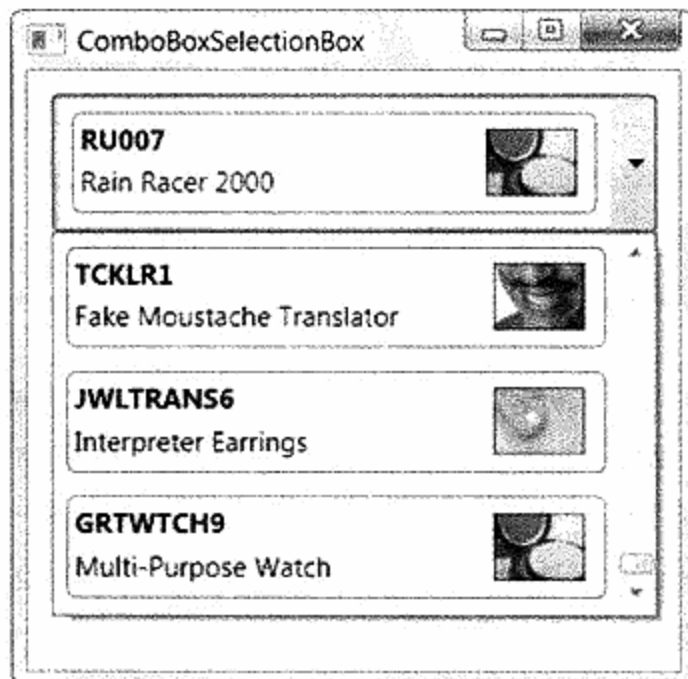 ComboBoxSelectionBox
RU007
Rain Racer 2000
TCKLR1
Fake Moustache Translator
JWLTRANS6
Interpreter Earrings
GRTWTCH9
Multi-Purpose Watch